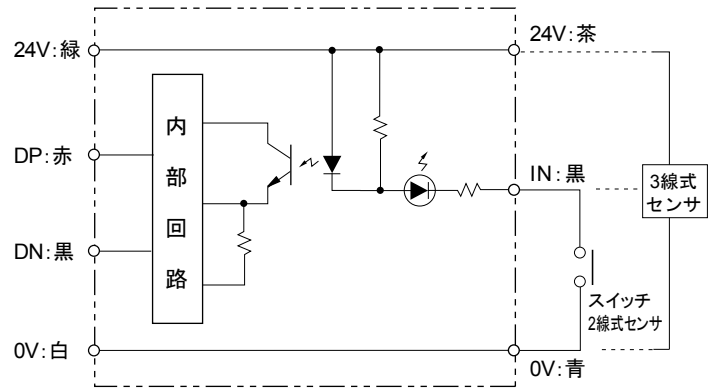 24V:緑
24V:茶
内部回路
DP:赤
IN:黒
3線式
センサ
DN:黒
スイッチ
2線式センサ
0V:白
0V:青